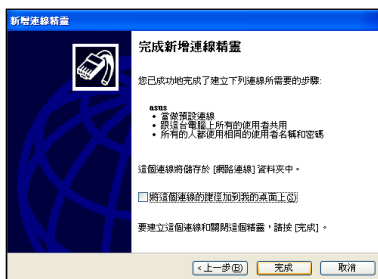 新增連線精靈
完成新增連線精靈
您已成功地完成了建立下列連線所需要的步驟:
asus
• 當做預設連線
• 跟這台電腦上所有的使用者共用
• 所有的人都使用相同的使用者名稱和密碼
這個連線將儲存於 [網路連線] 資料夾中。
將這個連線的捷徑加到我的桌面上(S)
要建立這個連線和關閉這個精靈，請按 [完成]。
<上一步(B)
完成
取消